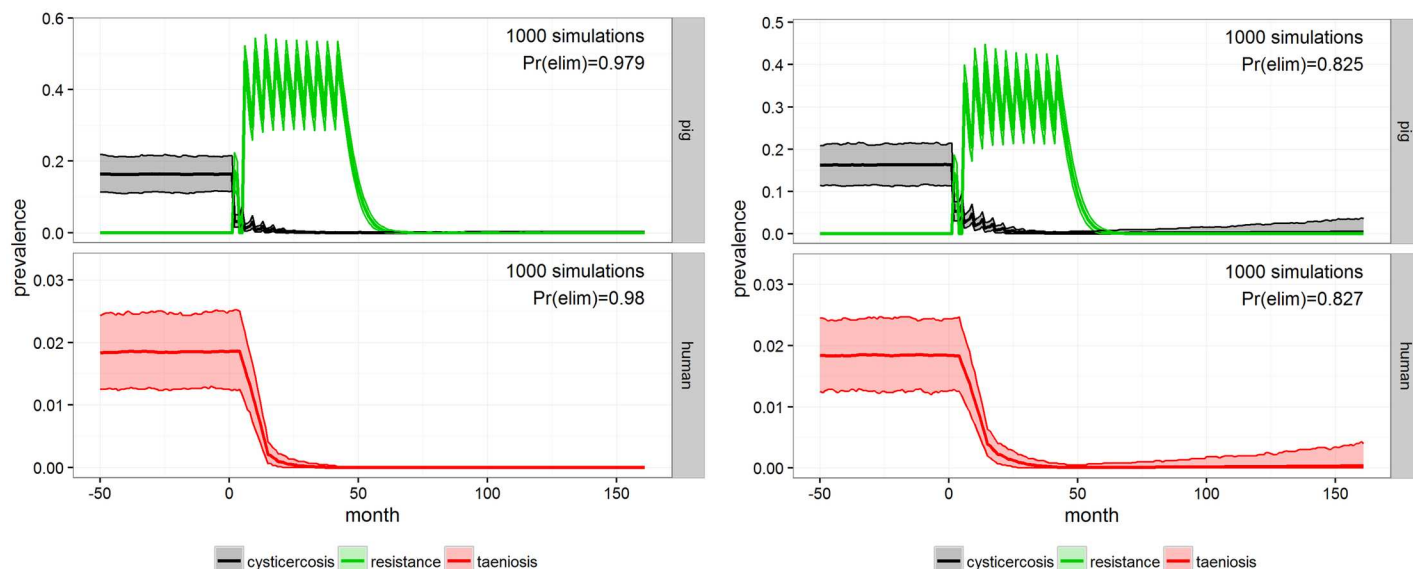 0.6
0.4
0.2
0.0
1000 simulations
Pr(elim)=0.979
pig
prevalence
0.03
0.02
0.01
0.00
1000 simulations
Pr(elim)=0.98
human
-50
0
50
100
150
month
cysticercosis
resistance
taeniosis
0.5
0.4
0.3
0.2
0.1
0.0
1000 simulations
Pr(elim)=0.825
pig
prevalence
0.03
0.02
0.01
0.00
1000 simulations
Pr(elim)=0.827
human
-50
0
50
100
150
month
cysticercosis
resistance
taeniosis